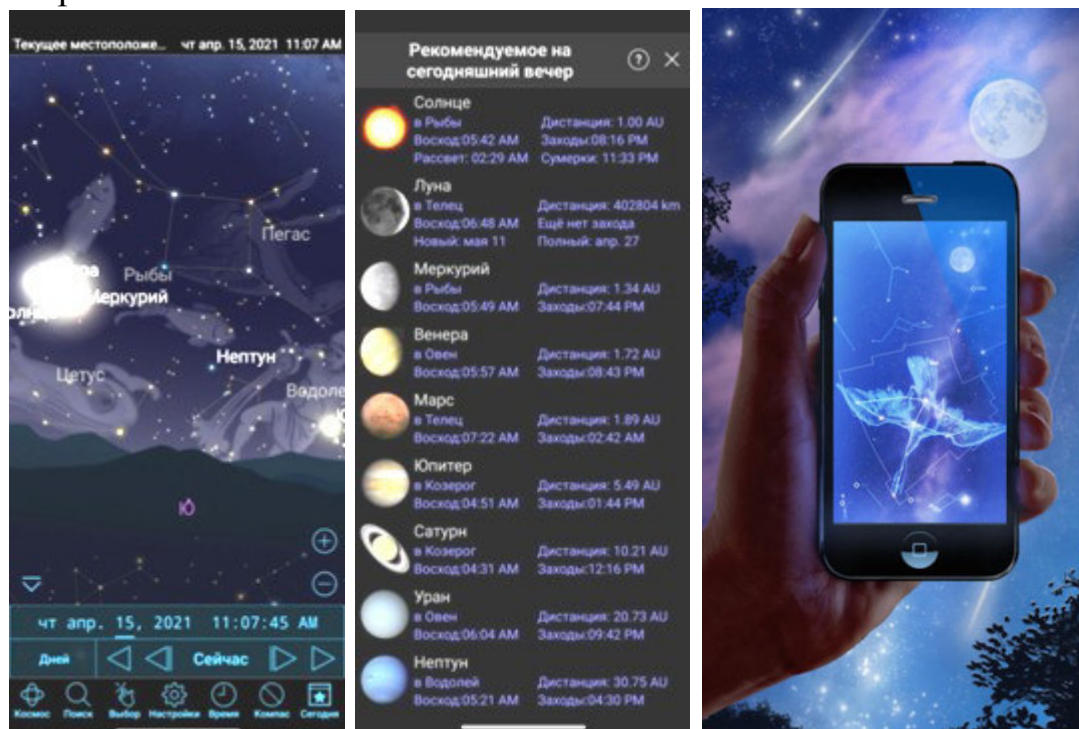 Текущее местоположе... чт апр. 15, 2021 11:07 AM
Пегас
Рыбы
Меркурий
Нептун
Цетус
Водоле
Ю
чт апр. 15, 2021 11:07:45 AM
Дней Сейчас
Космос Поиск Выбор Настройки Время Компас Сегодня
Рекомендуемое на
сегодняшний вечер
Солнце
в Рыбы Дистанция: 1.00 AU
Восход:05:42 AM Заходы:08:16 PM
Рассвет: 02:29 AM Сумерки: 11:33 PM
Луна
в Телец Дистанция: 402804 km
Восход:06:48 AM Ещё нет захода
Новый: мая 11 Полный: апр. 27
Меркурий
в Рыбы Дистанция: 1.34 AU
Восход:05:49 AM Заходы:07:44 PM
Венера
в Овен Дистанция: 1.72 AU
Восход:05:57 AM Заходы:08:43 PM
Марс
в Телец Дистанция: 1.89 AU
Восход:07:22 AM Заходы:02:42 AM
Юпитер
в Козерог Дистанция: 5.49 AU
Восход:04:51 AM Заходы:01:44 PM
Сатурн
в Козерог Дистанция: 10.21 AU
Восход:04:31 AM Заходы:12:16 PM
Уран
в Овен Дистанция: 20.73 AU
Восход:06:04 AM Заходы:09:42 PM
Нептун
в Водолей Дистанция: 30.75 AU
Восход:05:21 AM Заходы:04:30 PM